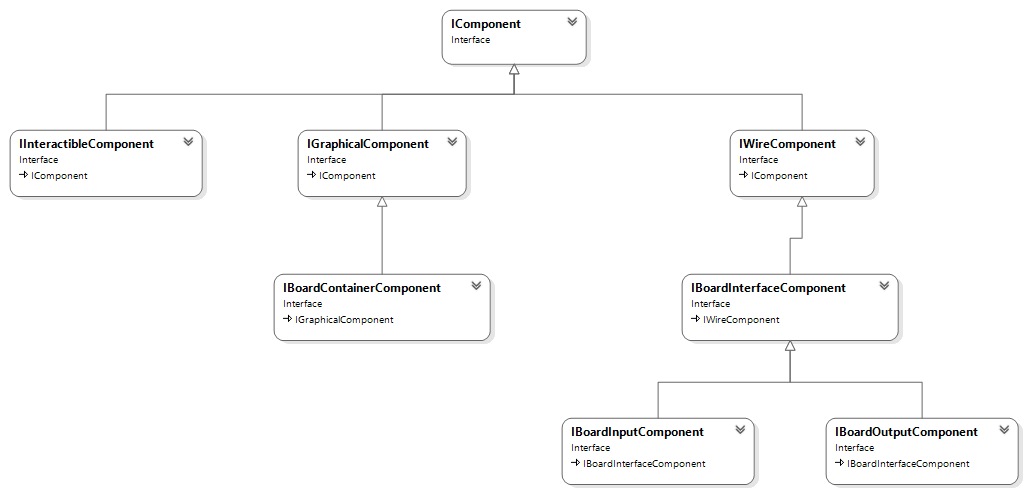 IComponent
Interface
IInteractibleComponent
Interface
IComponent
IGraphicalComponent
Interface
IComponent
IWireComponent
Interface
IComponent
IBoardContainerComponent
Interface
IGraphicalComponent
IBoardInterfaceComponent
Interface
IWireComponent
IBoardInputComponent
Interface
IBoardInterfaceComponent
IBoardOutputComponent
Interface
IBoardInterfaceComponent